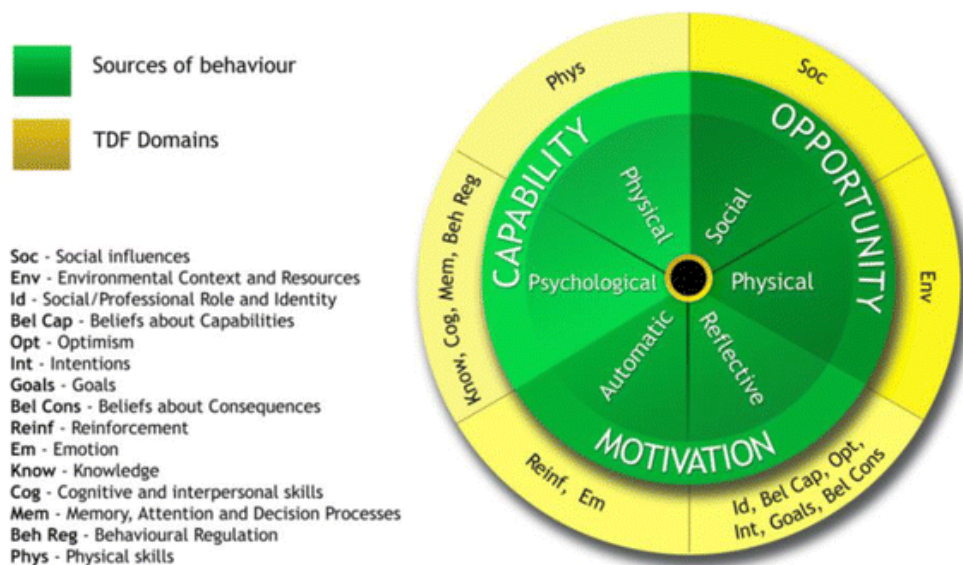 Sources of behaviour
TDF Domains
Soc - Social influences
Env - Environmental Context and Resources
Id - Social/Professional Role and Identity
Bel Cap - Beliefs about Capabilities
Opt - Optimism
Int - Intentions
Goals - Goals
Bel Cons - Beliefs about Consequences
Reinf - Reinforcement
Em - Emotion
Know - Knowledge
Cog - Cognitive and interpersonal skills
Mem - Memory, Attention and Decision Processes
Beh Reg - Behavioural Regulation
Phys - Physical skills
Phys
Soc
CAPABILITY
OPPORTUNITY
Physical
Social
Know, Cog, Mem, Beh Reg
Psychological
Physical
Env
Automatic
Reflective
MOTIVATION
Reinf, Em
Id, Bel Cap, Opt,
Int, Goals, Bel Cons